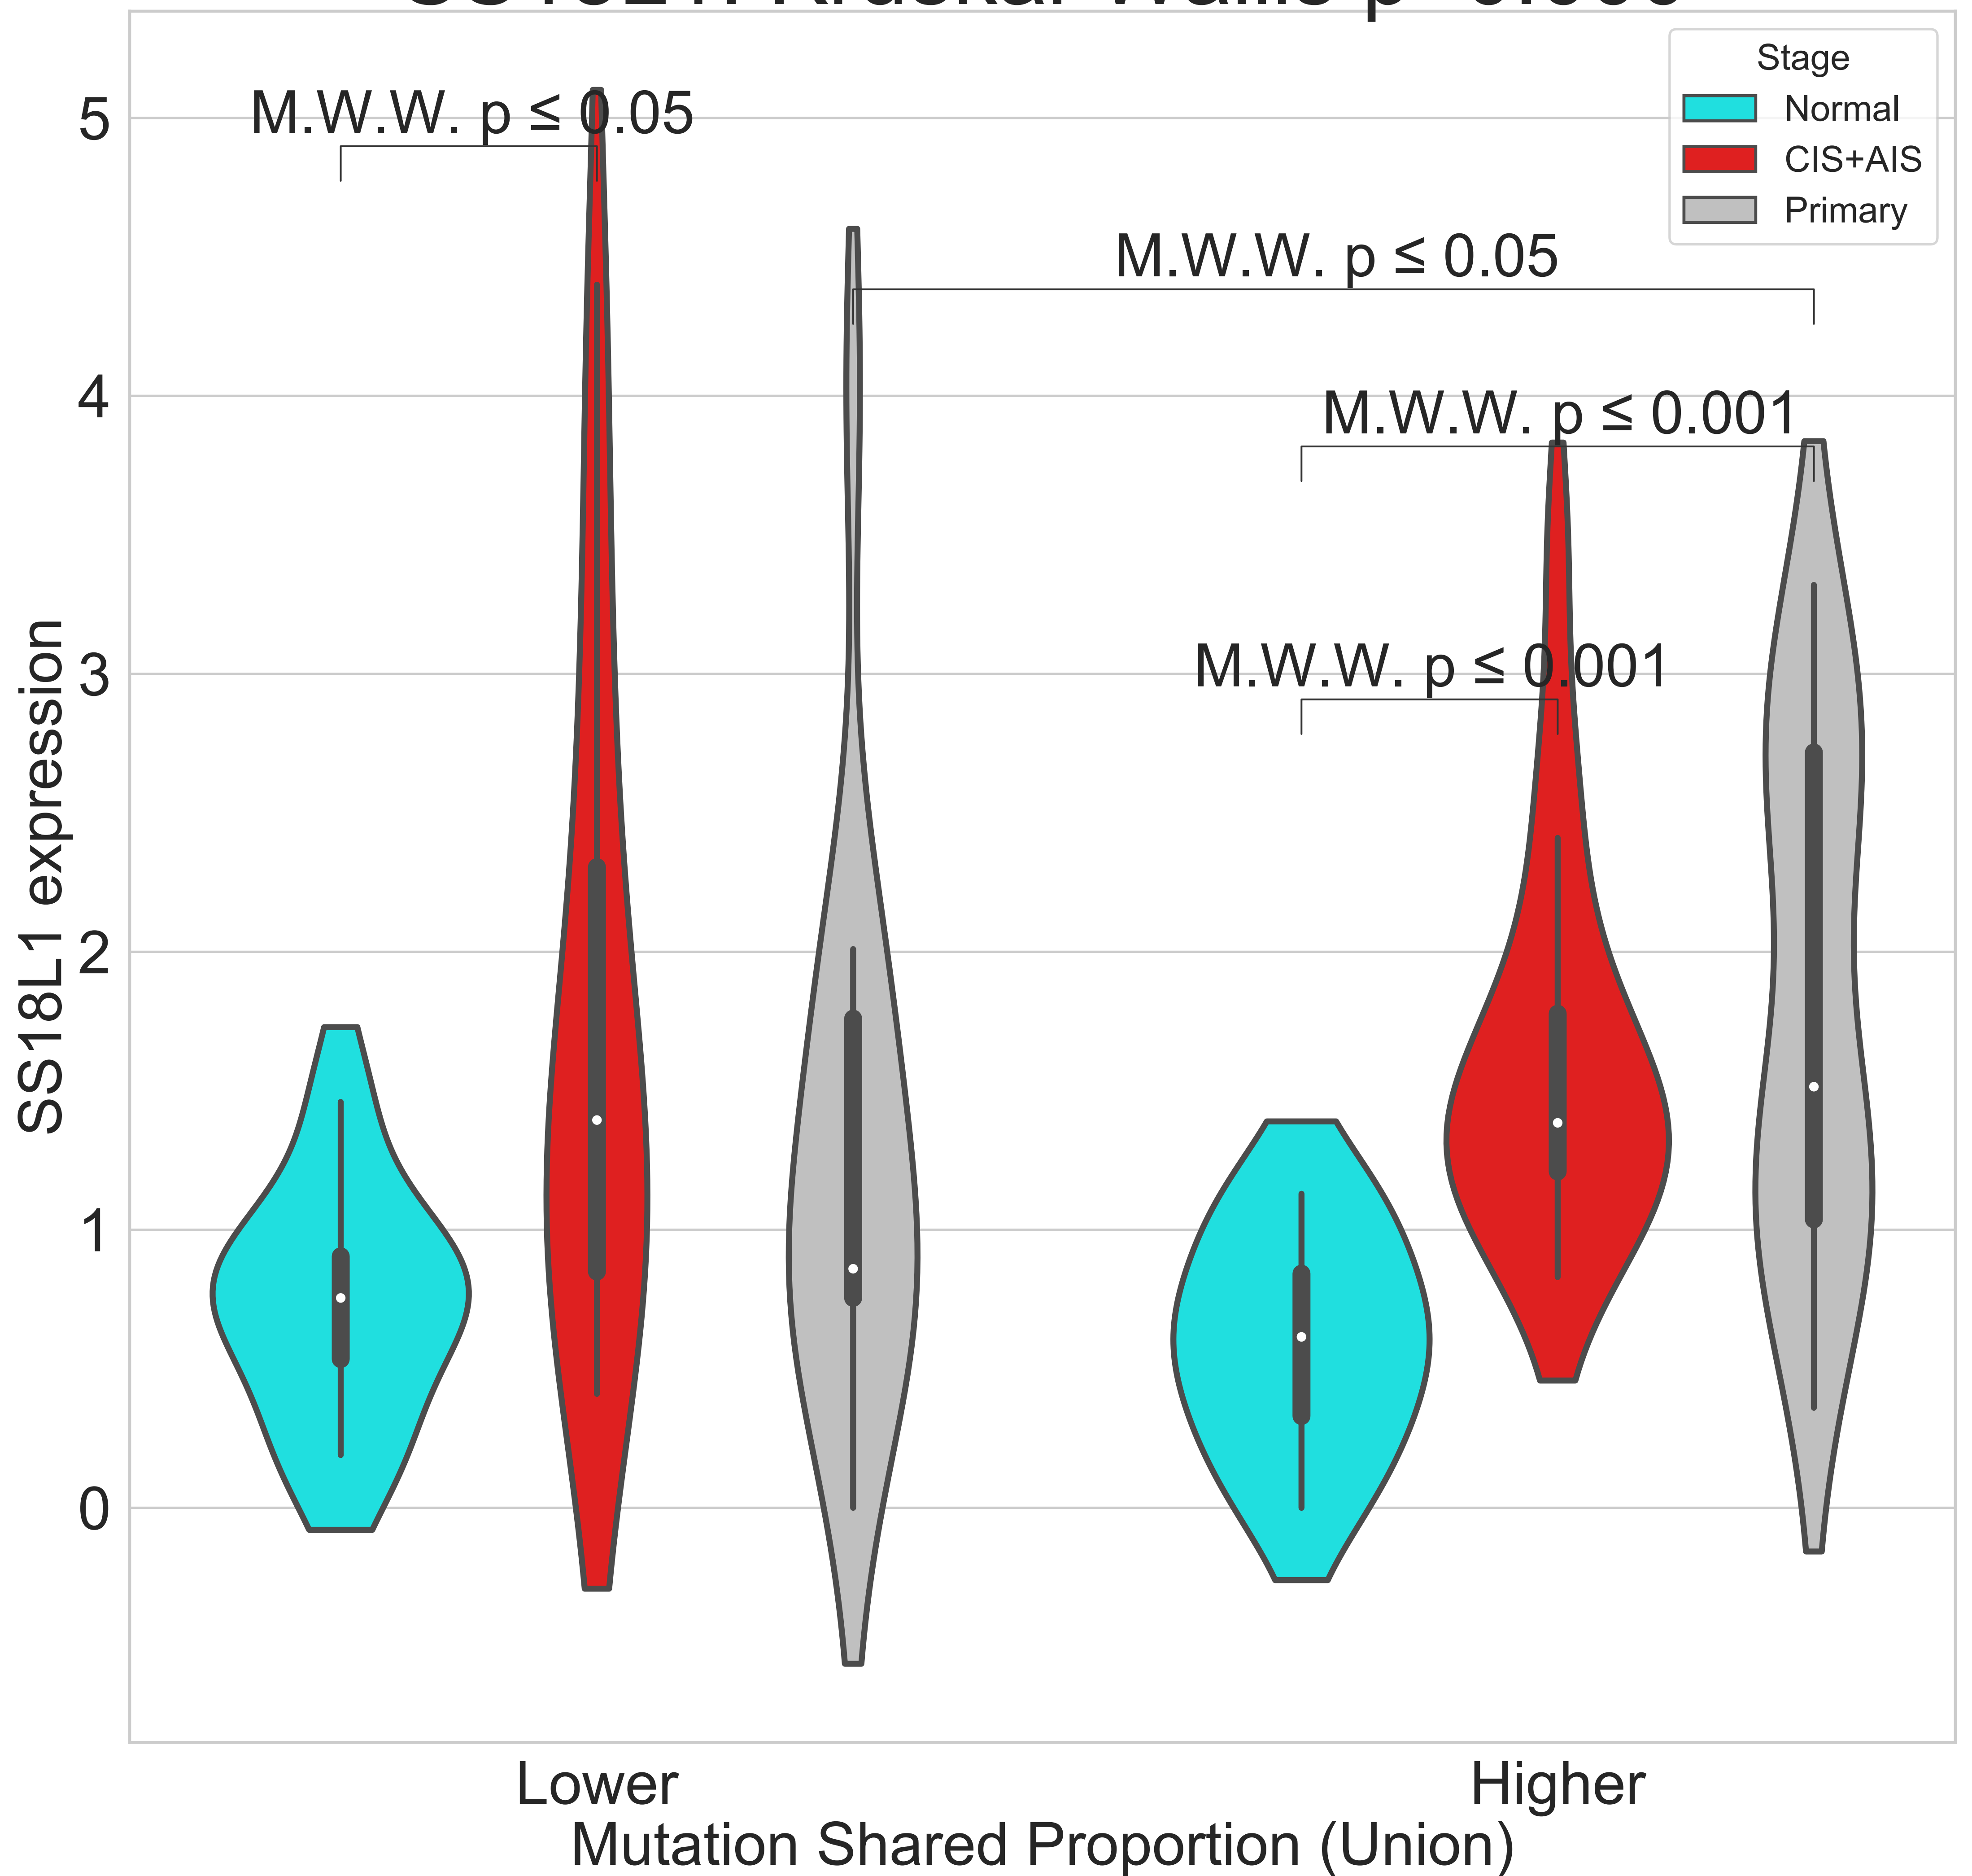 Stage
Normal
CIS+AIS
Primary
M.W.W. p ≤ 0.05
M.W.W. p ≤ 0.05
M.W.W. p ≤ 0.001
M.W.W. p ≤ 0.001
5
4
3
2
1
0
SS18L1 expression
Lower
Higher
Mutation Shared Proportion (Union)